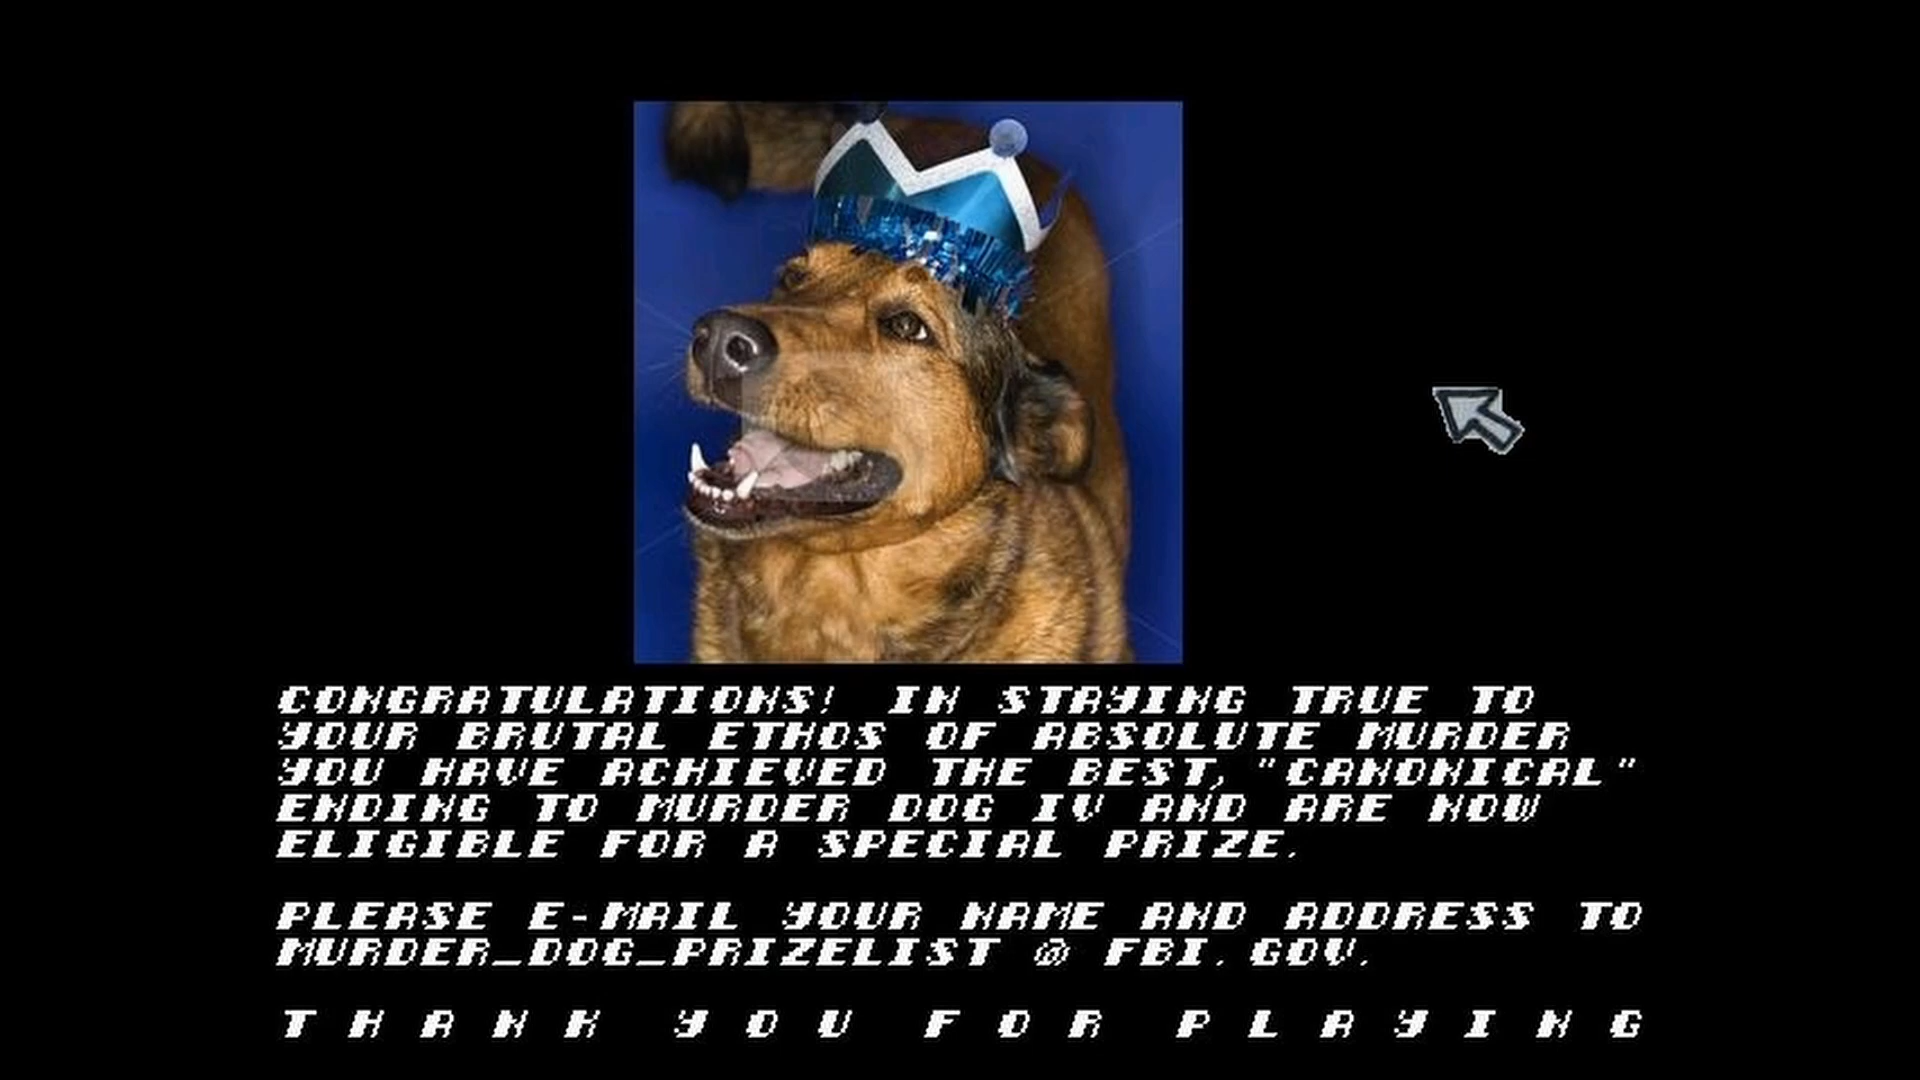 CONGRATULATIONS! IN STAYING TRUE TO
YOUR BRUTAL ETHOS OF ABSOLUTE MURDER
YOU HAVE ACHIEVED THE BEST, "CANONICAL"
ENDING TO MURDER DOG IV AND ARE NOW
ELIGIBLE FOR A SPECIAL PRIZE.
PLEASE E-MAIL YOUR NAME AND ADDRESS TO
MURDER_DOG_PRIZELIST @ FBI.GOV.
T H A N K  Y O U  F O R  P L A Y I N G